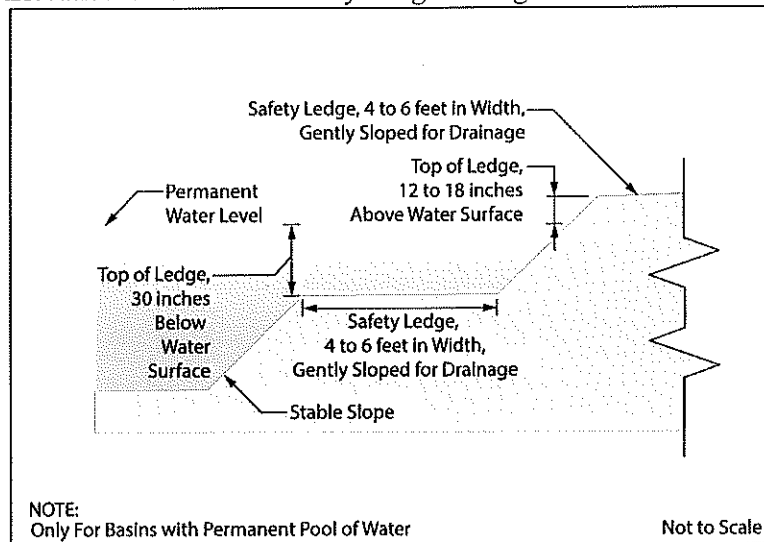 Safety Ledge, 4 to 6 feet in Width,
Gently Sloped for Drainage
Top of Ledge,
12 to 18 inches
Above Water Surface
Permanent
Water Level
Top of Ledge,
30 inches
Below
Water
Surface
Safety Ledge,
4 to 6 feet in Width,
Gently Sloped for Drainage
Stable Slope
NOTE:
Only For Basins with Permanent Pool of Water
Not to Scale